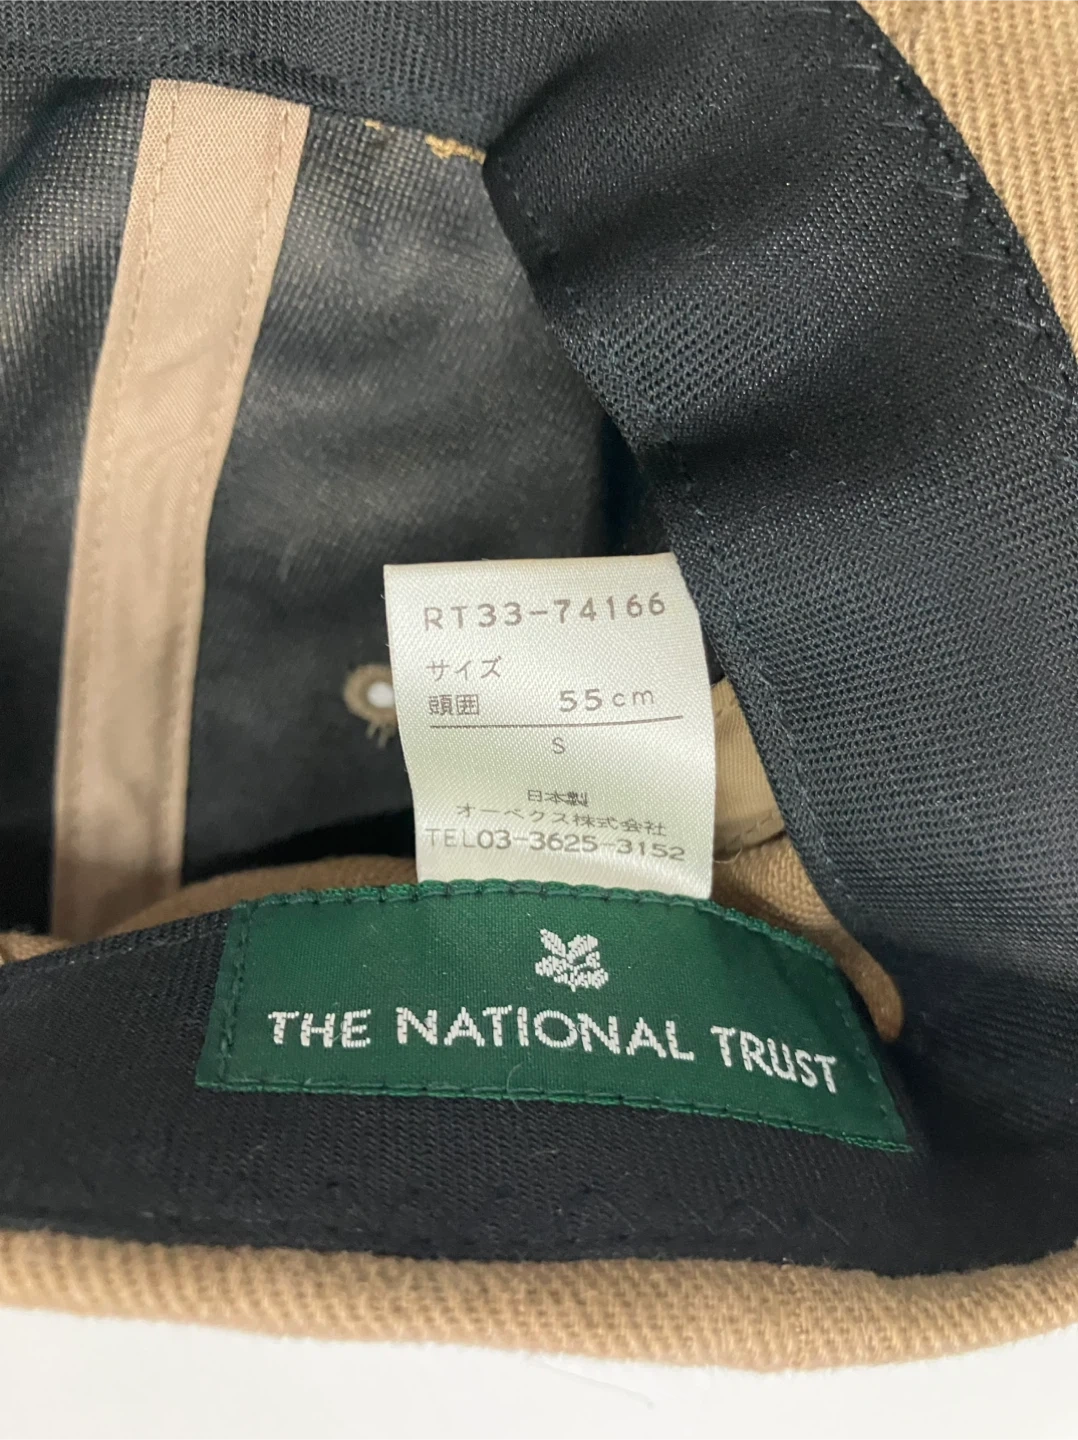 RT33-74166
サイズ
頭囲 55cm
S
日本製
オーベクス株式会社
TEL03-3625-3152
THE NATIONAL TRUST